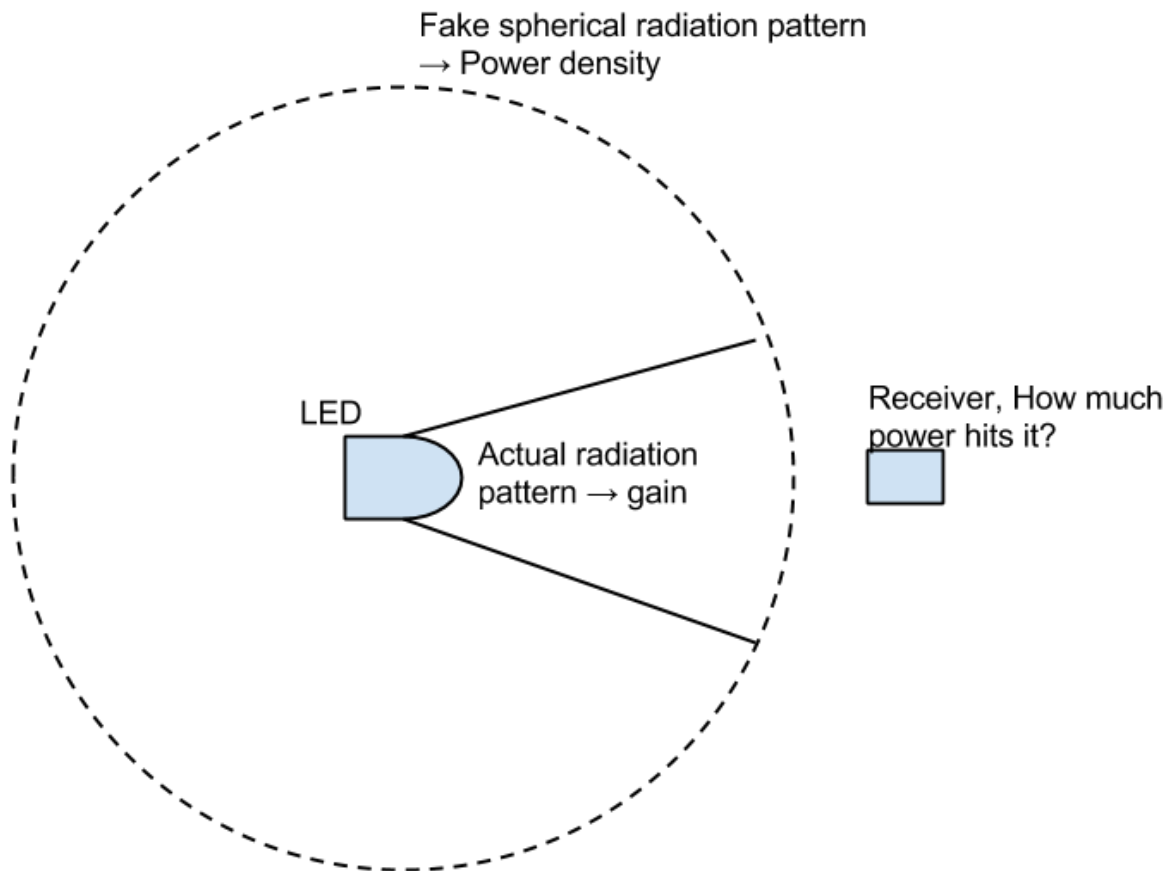 Fake spherical radiation pattern
→ Power density
LED
Actual radiation
pattern → gain
Receiver, How much
power hits it?